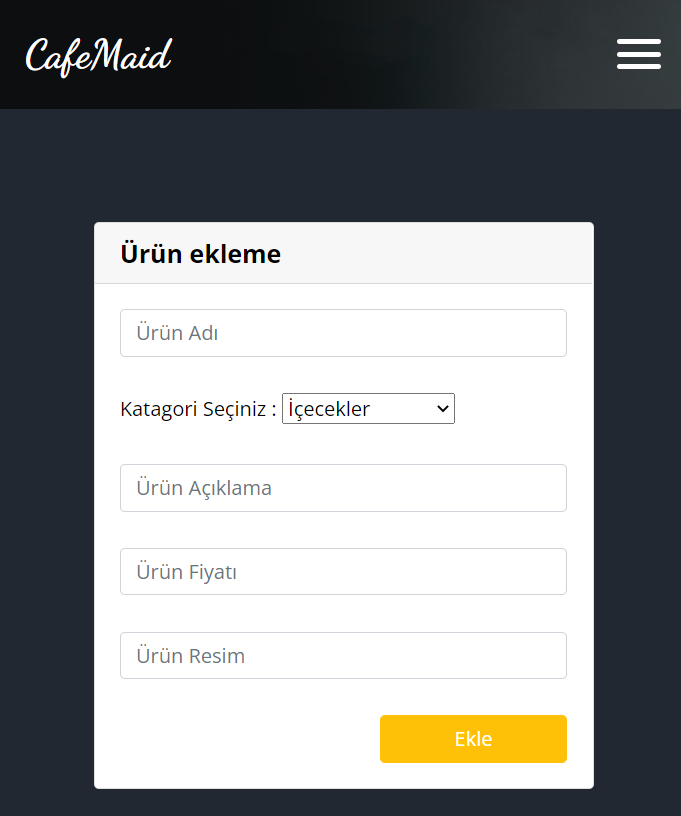 CafeMaid
Ürün ekleme
Ürün Adı
Katagori Seçiniz : İçecekler
Ürün Açıklama
Ürün Fiyatı
Ürün Resim
Ekle